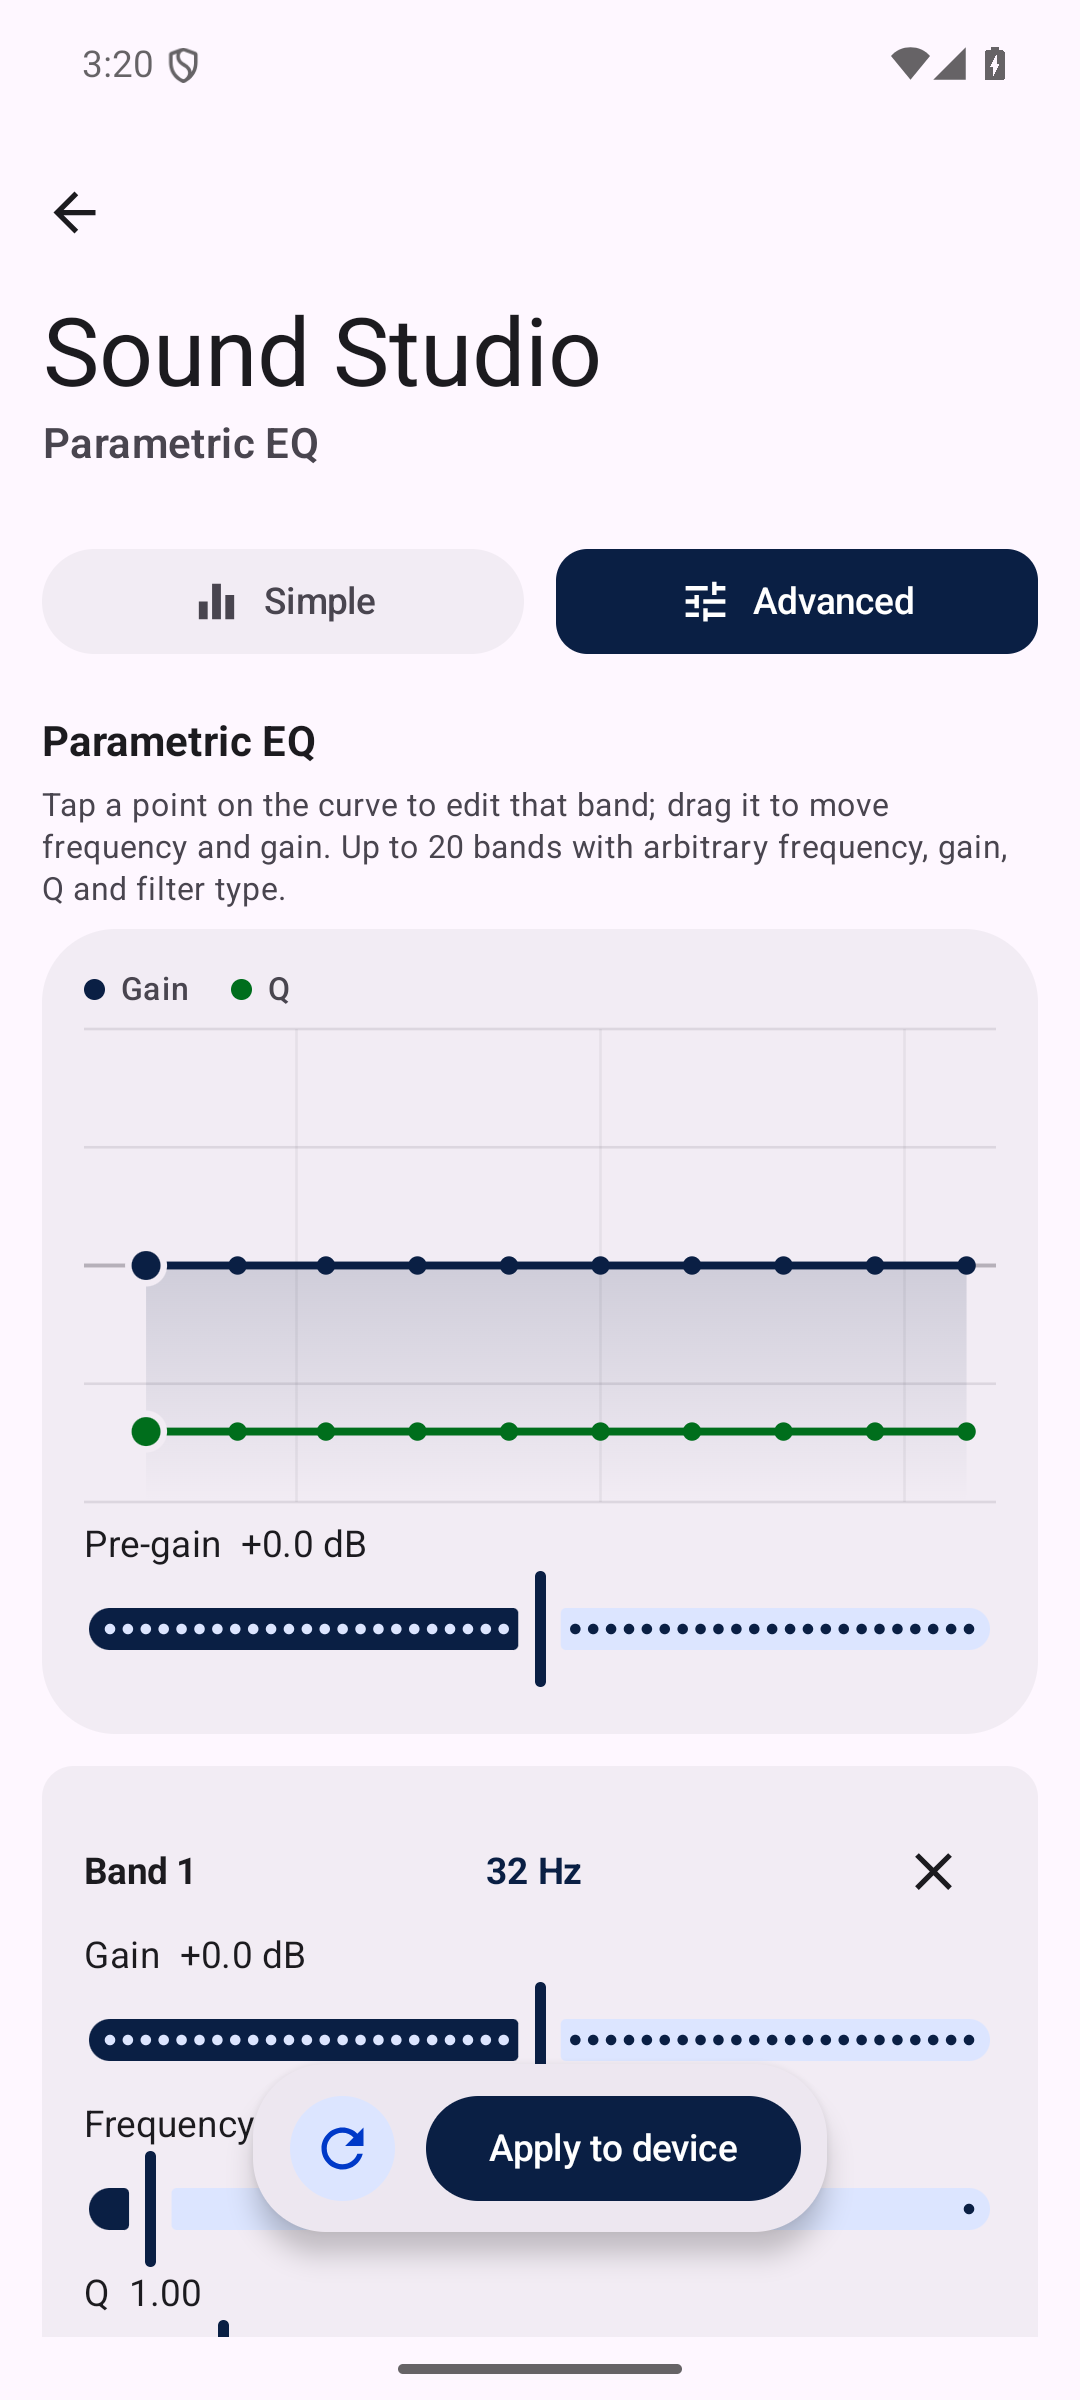 3:20
Sound Studio
Parametric EQ
Simple
Advanced
Parametric EQ
Tap a point on the curve to edit that band; drag it to move
frequency and gain. Up to 20 bands with arbitrary frequency, gain,
Q and filter type.
Gain
Q
Pre-gain +0.0 dB
Band 1
32 Hz
Gain +0.0 dB
Frequency
Apply to device
Q 1.00